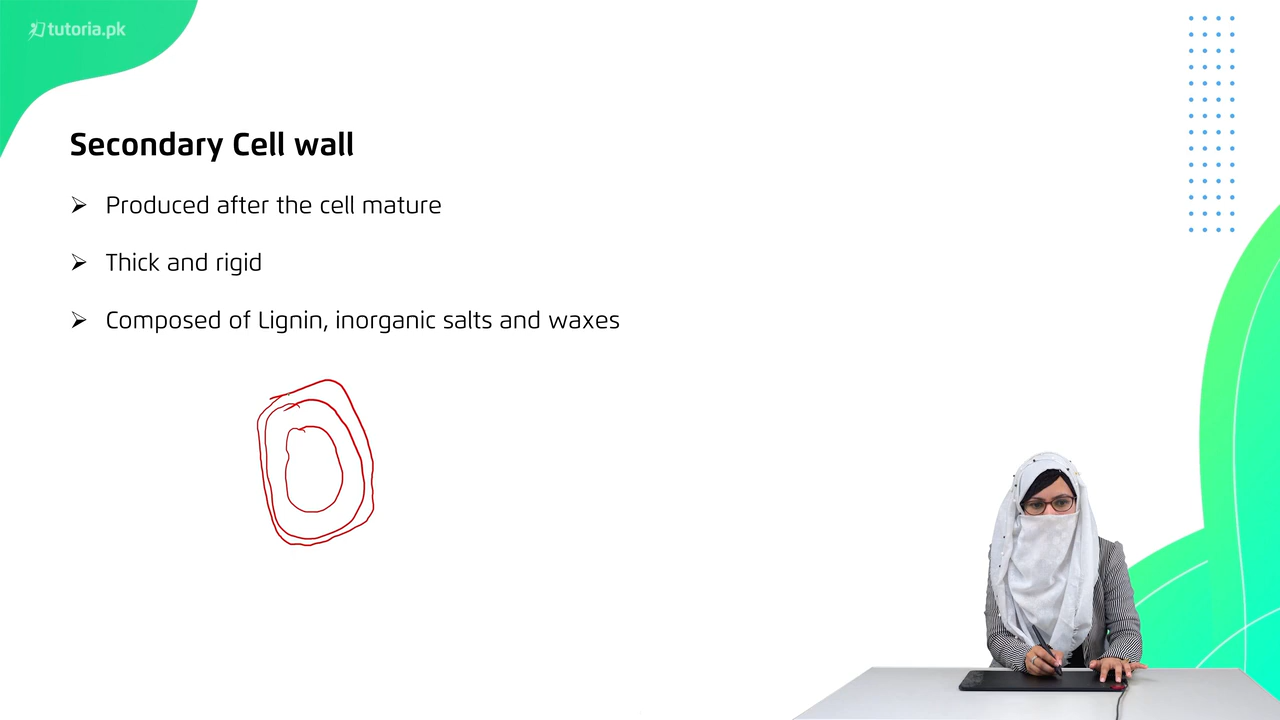 tutoria.pk
Secondary Cell wall
Produced after the cell mature
Thick and rigid
Composed of Lignin, inorganic salts and waxes